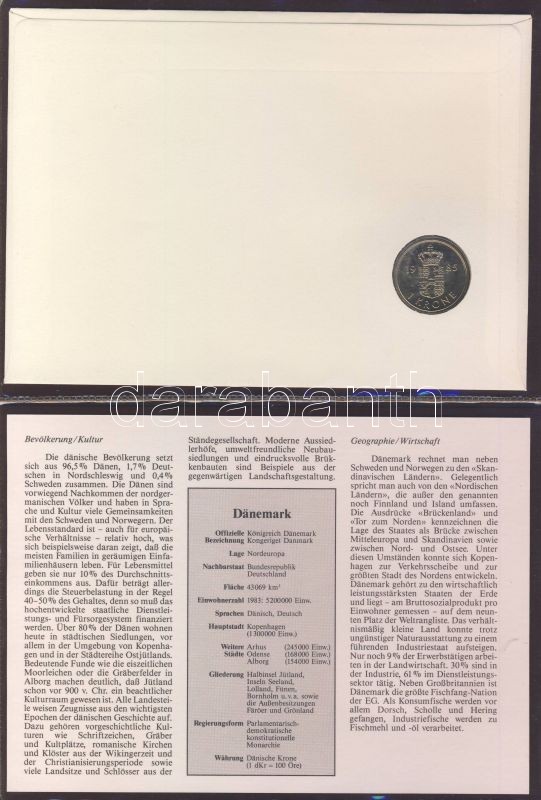 19 85
1 KRONE
darabanth
Bevölkerung/Kultur
Die dänische Bevölkerung setzt
sich aus 96,5% Dänen, 1,7% Deut-
schen in Nordschleswig und 0,4%
Schweden zusammen. Die Dänen sind
vorwiegend Nachkommen der nordger-
manischen Völker und haben in Spra-
che und Kultur viele Gemeinsamkeiten
mit den Schweden und Norwegern. Der
Lebensstandard ist – auch für europäi-
sche Verhältnisse – relativ hoch, was
sich beispielsweise daran zeigt, daß die
meisten Familien in geräumigen Einfa-
milienhäusern leben. Für Lebensmittel
geben sie nur 10% des Durchschnitts-
einkommens aus. Dafür beträgt aller-
dings die Steuerbelastung in der Regel
40–50% des Gehaltes, denn so muß das
hochentwickelte staatliche Dienstlei-
stungs- und Fürsorgesystem finanziert
werden. Über 80% der Dänen wohnen
heute in städtischen Siedlungen, vor
allem in der Umgebung von Kopenha-
gen und in der Städtereihe Ostjütlands.
Bedeutende Funde wie die eiszeitlichen
Moorleichen oder die Gräberfelder in
Alborg machen deutlich, daß Jütland
schon vor 900 v. Chr. ein beachtlicher
Kulturraum gewesen ist. Alle Landestei-
le weisen Zeugnisse aus den wichtigsten
Epochen der dänischen Geschichte auf.
Dazu gehören vorgeschichtliche Kul-
turen wie Schriftzeichen, Gräber
und Kultplätze, romanische Kirchen
und Klöster aus der Wikingerzeit und
der Christianisierungsperiode sowie
viele Landsitze und Schlösser aus der
Ständegesellschaft. Moderne Aussied-
lerhöfe, umweltfreundliche Neubau-
siedlungen und eindrucksvolle Brük-
kenbauten sind Beispiele aus der
gegenwärtigen Landschaftsgestaltung.
Dänemark
Offizielle Königreich Dänemark
Bezeichnung Kongeriget Danmark
Lage Nordeuropa
Nachbarstaat Bundesrepublik
Deutschland
Fläche 43069 km²
Einwohnerzahl 1983: 5200000 Einw.
Sprachen Dänisch, Deutsch
Hauptstadt Kopenhagen
(1300000 Einw.)
Weitere Arhus (245000 Einw.)
Städte Odense (168000 Einw.)
Alborg (154000 Einw.)
Gliederung Halbinsel Jütland,
Inseln Seeland,
Lolland, Fünen,
Bornholm u.v.a. sowie
die Außenbesitzungen
Färöer und Grönland
Regierungsform Parlamentarisch-
demokratische
konstitutionelle
Monarchie
Währung Dänische Krone
(1 dKr = 100 Öre)
Geographie/Wirtschaft
Dänemark rechnet man neben
Schweden und Norwegen zu den «Skan-
dinavischen Ländern». Gelegentlich
spricht man auch von den «Nordischen
Ländern», die außer den genannten
noch Finnland und Island umfassen.
Die Ausdrücke «Brückenland» und
«Tor zum Norden» kennzeichnen die
Lage des Staates als Brücke zwischen
Mitteleuropa und Skandinavien sowie
zwischen Nord- und Ostsee. Unter
diesen Umständen konnte sich Kopen-
hagen zur Verkehrsscheibe und zur
größten Stadt des Nordens entwickeln.
Dänemark gehört zu den wirtschaftlich
leistungsstärksten Staaten der Erde
und liegt – am Bruttosozialprodukt pro
Einwohner gemessen – auf dem neun-
ten Platz der Weltrangliste. Das verhält-
nismäßig kleine Land konnte trotz
ungünstiger Naturausstattung zu einem
führenden Industriestaat aufsteigen.
Nur noch 9% der Erwerbstätigen arbei-
ten in der Landwirtschaft. 30% sind in
der Industrie, 61% im Dienstleistungs-
sektor tätig. Neben Großbritannien ist
Dänemark die größte Fischfang-Nation
der EG. Als Konsumfische werden vor
allem Dorsch, Scholle und Hering
gefangen, Industriefische werden zu
Fischmehl und -öl verarbeitet.